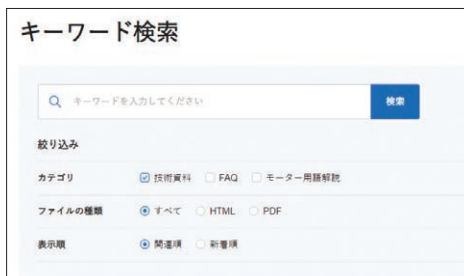 キーワード検索
キーワードを入力してください 検索
絞り込み
カテゴリ 技術資料 FAQ モーター用語解説
ファイルの種類 すべて HTML PDF
表示順 関連順 新着順